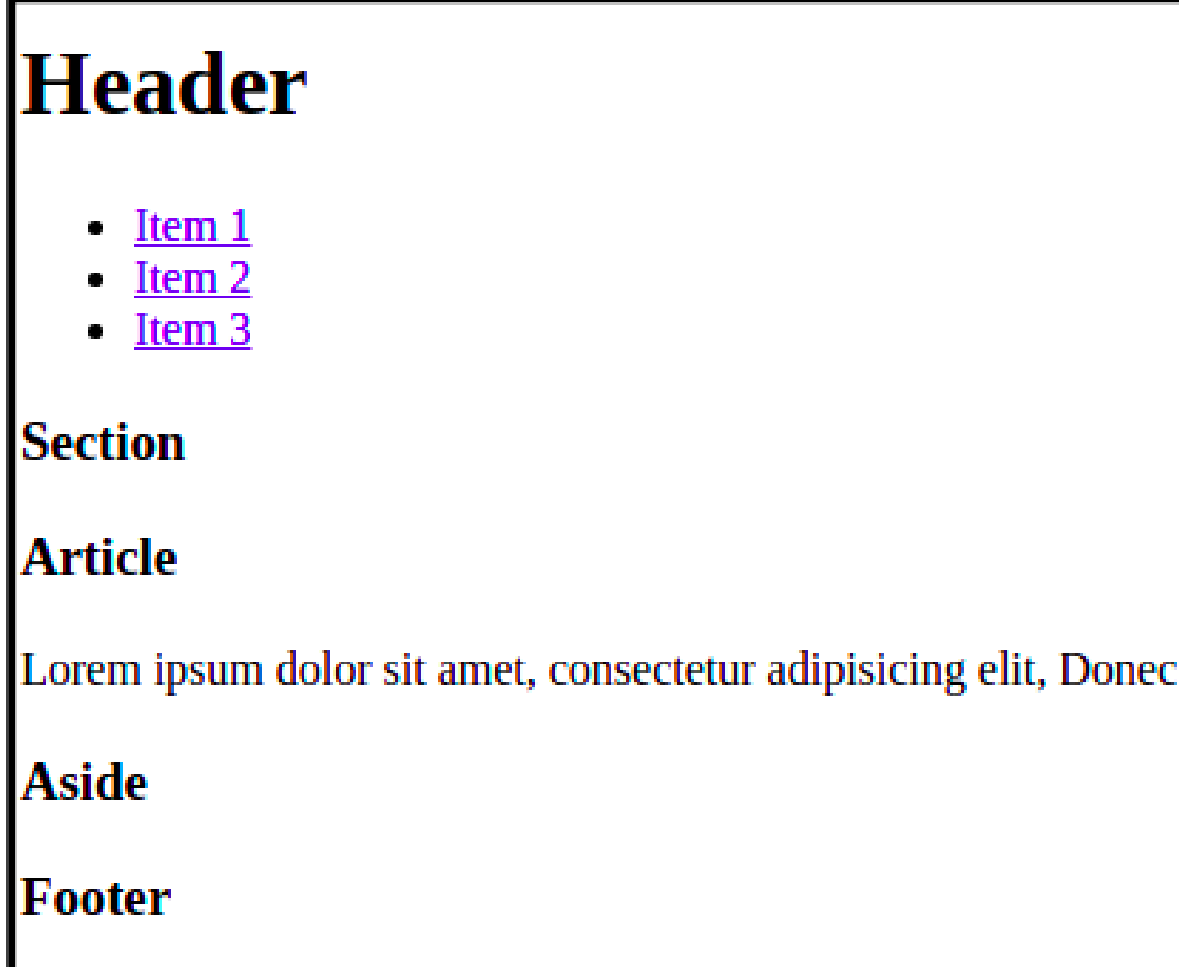 Header
Item 1
Item 2
Item 3
Section
Article
Lorem ipsum dolor sit amet, consectetur adipisicing elit, Donec
Aside
Footer